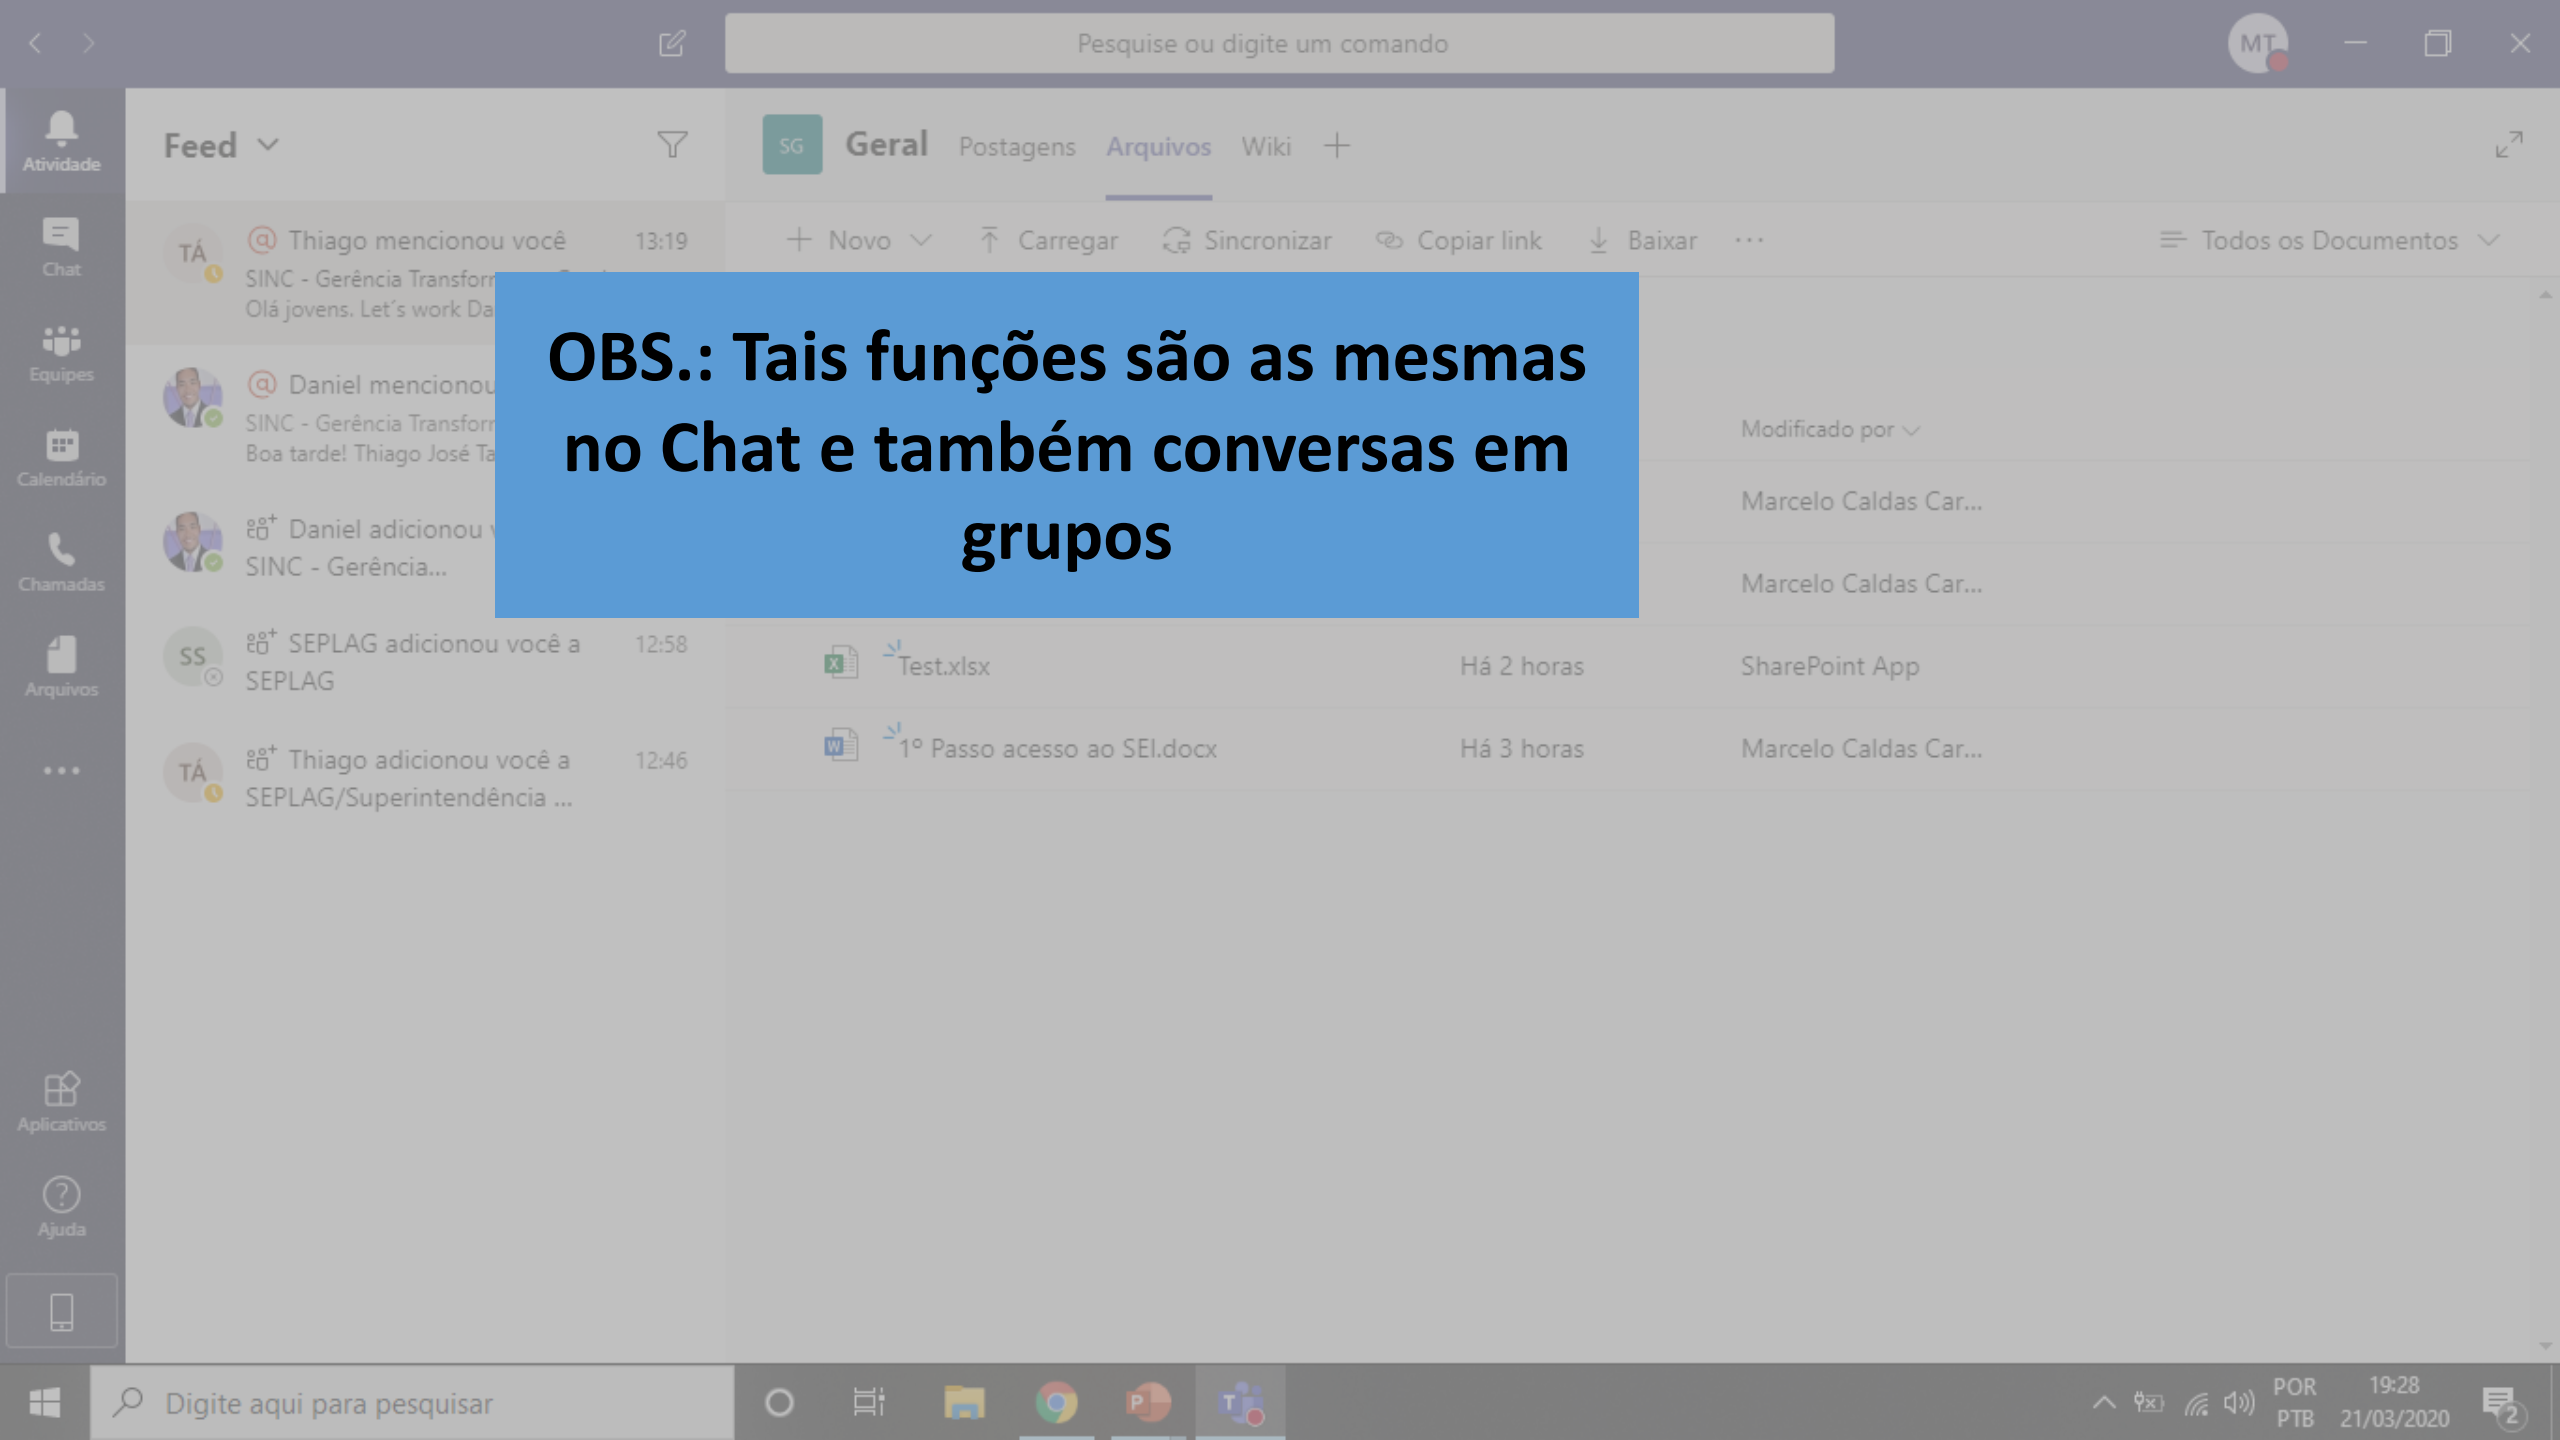 Pesquise ou digite um comando
MT
Atividade
Chat
Equipes
Calendário
Chamadas
Arquivos
Aplicativos
Ajuda
Feed
TÁ
@ Thiago mencionou você 13:19
SINC - Gerência
Olá jovens. Let´s work
@ Daniel mencionou
SINC - Gerência
Boa tarde! Thiago José
Daniel adicionou
SINC - Gerência...
SS
SEPLAG adicionou você a 12:58
SEPLAG
TÁ
Thiago adicionou você a 12:46
SEPLAG/Superintendência ...
SG Geral Postagens Arquivos Wiki
Novo Carregar Sincronizar Copiar link Baixar ... Todos os Documentos
OBS.: Tais funções são as mesmas
no Chat e também conversas em
grupos
Modificado por
Marcelo Caldas Car...
Marcelo Caldas Car...
Test.xlsx Há 2 horas SharePoint App
1º Passo acesso ao SEI.docx Há 3 horas Marcelo Caldas Car...
Digite aqui para pesquisar
POR
PTB
19:28
21/03/2020
2